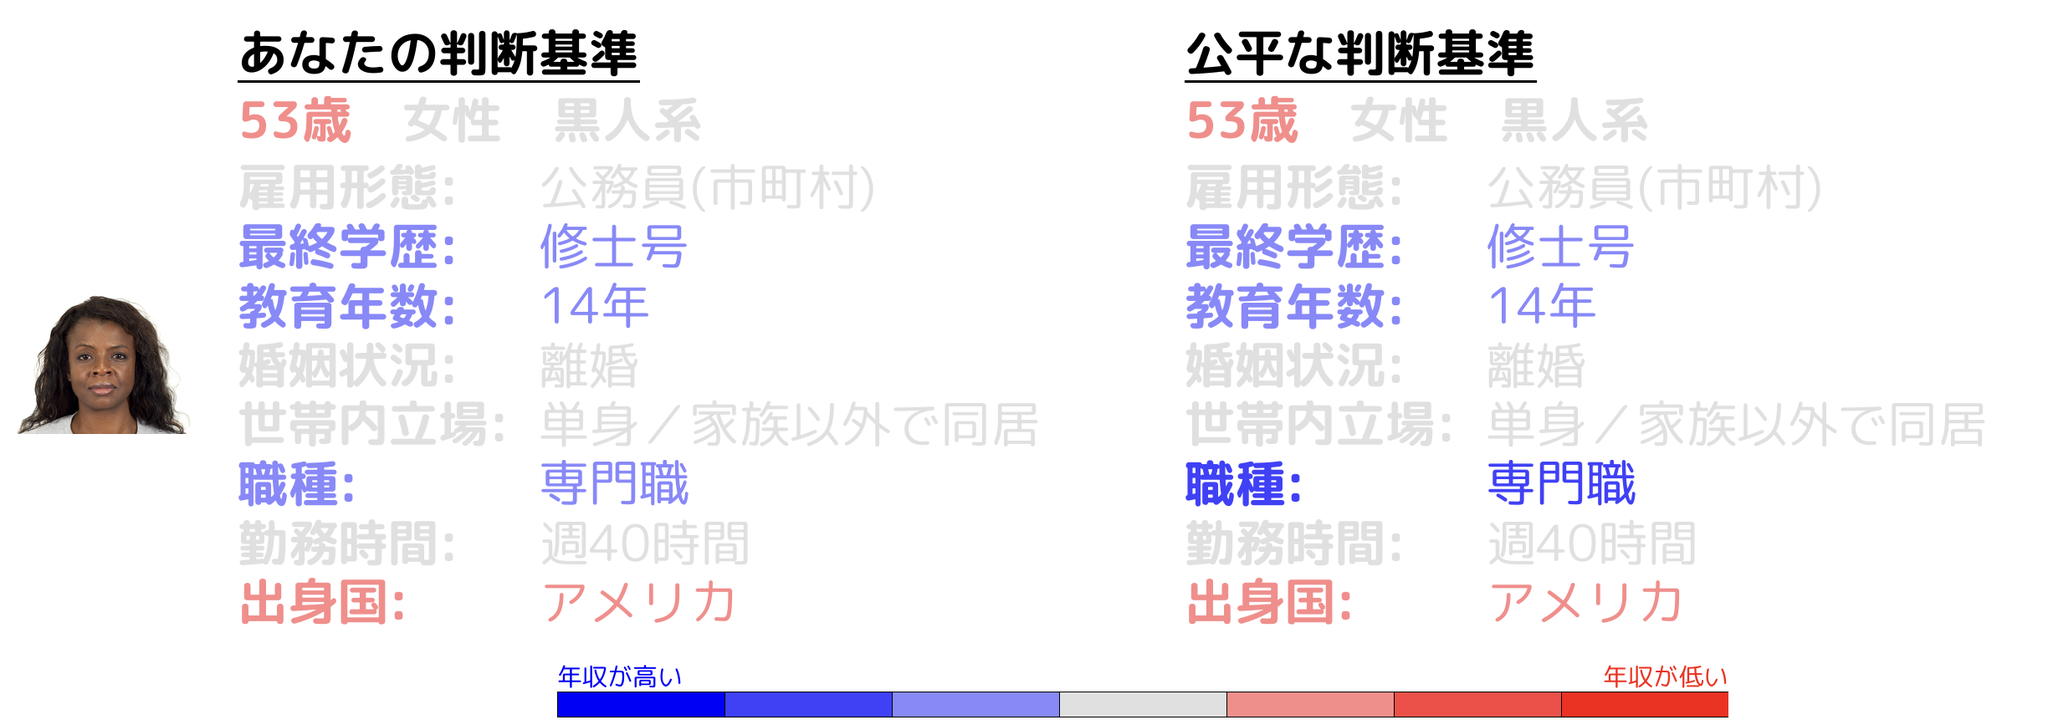 あなたの判断基準
53歳 女性 黒人系
雇用形態: 公務員(市町村)
最終学歴: 修士号
教育年数: 14年
婚姻状況: 離婚
世帯内立場: 単身／家族以外で同居
職種: 専門職
勤務時間: 週40時間
出身国: アメリカ
公平な判断基準
53歳 女性 黒人系
雇用形態: 公務員(市町村)
最終学歴: 修士号
教育年数: 14年
婚姻状況: 離婚
世帯内立場: 単身／家族以外で同居
職種: 専門職
勤務時間: 週40時間
出身国: アメリカ
年収が高い
年収が低い